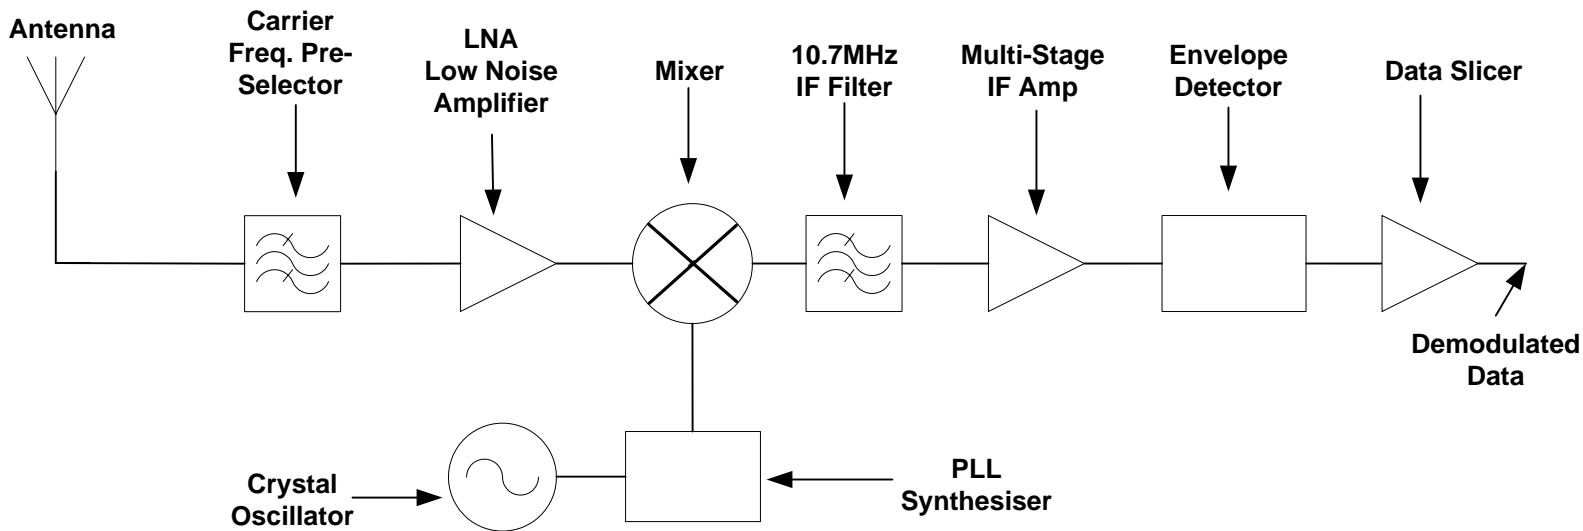 Antenna
Carrier
Freq. Pre-
Selector
LNA
Low Noise
Amplifier
Mixer
10.7MHz
IF Filter
Multi-Stage
IF Amp
Envelope
Detector
Data Slicer
Demodulated
Data
Crystal
Oscillator
PLL
Synthesiser